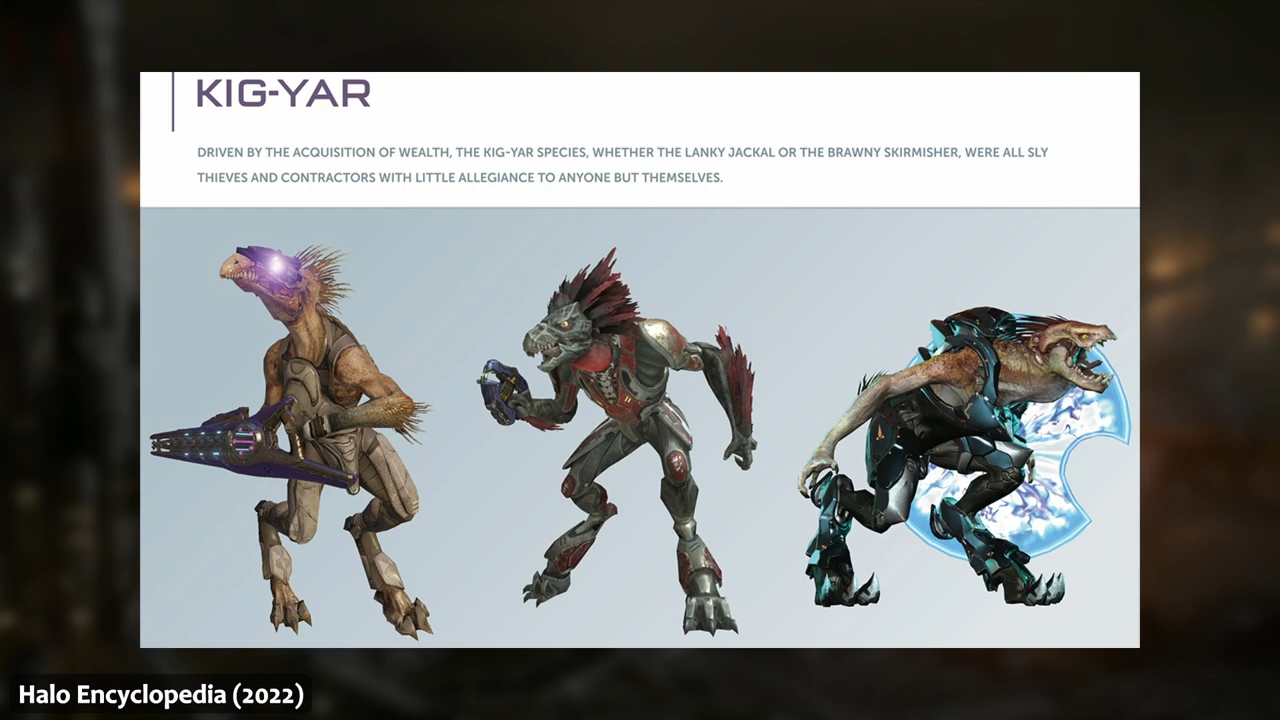 KIG-YAR
DRIVEN BY THE ACQUISITION OF WEALTH, THE KIG-YAR SPECIES, WHETHER THE LANKY JACKAL OR THE BRAWNY SKIRMISHER, WERE ALL SLY
THIEVES AND CONTRACTORS WITH LITTLE ALLEGIANCE TO ANYONE BUT THEMSELVES.
Halo Encyclopedia (2022)